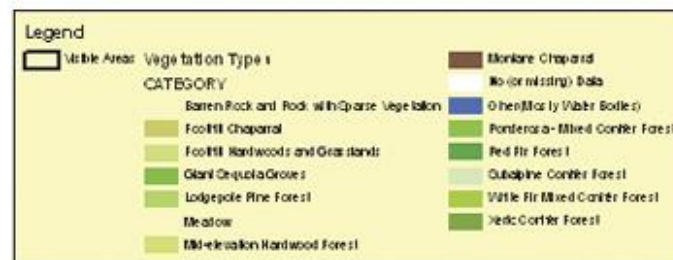 Legend
Visible Areas
Vegetation Types
CATEGORY
Barren Rock and Rock with Sparse Vegetation
Foothill Chaparral
Foothill Hardwoods and Grasslands
Giant Sequoia Groves
Lodgepole Pine Forest
Meadow
Mid-elevation Hardwood Forest
Montane Chaparral
No (or missing) Data
Other(Mostly Water Bodies)
Ponderosa - Mixed Conifer Forest
Red Fir Forest
Subalpine Conifer Forest
White Fir Mixed Conifer Forest
Xeric Conifer Forest